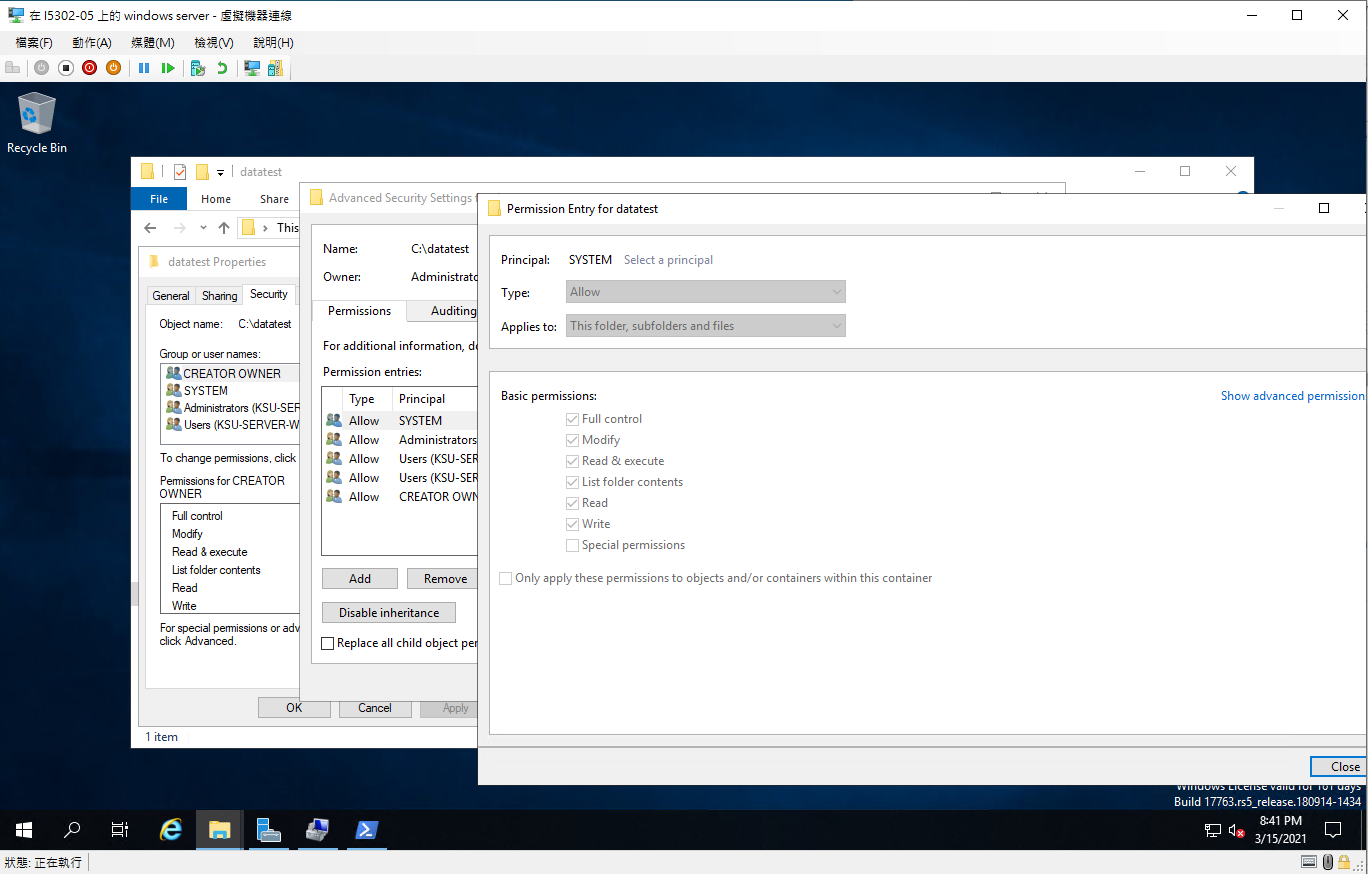 在 I5302-05 上的 windows server - 虛擬機器連線
檔案(F) 動作(A) 媒體(M) 檢視(V) 說明(H)
Recycle Bin
datatest
File Home Share
This
datatest Properties
General Sharing Security
Object name: C:\datatest
Group or user names:
CREATOR OWNER
SYSTEM
Administrators (KSU-SER
Users (KSU-SERVER-W
To change permissions, click
Permissions for CREATOR
OWNER
Full control
Modify
Read & execute
List folder contents
Read
Write
For special permissions or adv
click Advanced.
OK Cancel Apply
1 item
Advanced Security Settings
Name: C:\datatest
Owner: Administrato
Permissions Auditing
For additional information, do
Permission entries:
Type Principal
Allow SYSTEM
Allow Administrators
Allow Users (KSU-SER
Allow Users (KSU-SER
Allow CREATOR OWN
Add Remove
Disable inheritance
Replace all child object per
Permission Entry for datatest
Principal: SYSTEM Select a principal
Type: Allow
Applies to: This folder, subfolders and files
Basic permissions:
Show advanced permission
Full control
Modify
Read & execute
List folder contents
Read
Write
Special permissions
Only apply these permissions to objects and/or containers within this container
Close
Windows License valid for 161 days
Build 17763.rs5_release.180914-1434
8:41 PM
3/15/2021
狀態: 正在執行